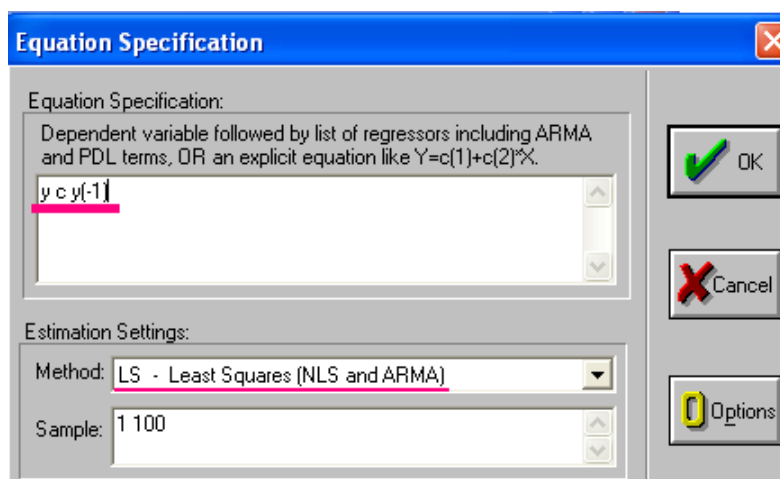 Equation Specification
Equation Specification:
Dependent variable followed by list of regressors including ARMA
and PDL terms, OR an explicit equation like Y=c(1)+c(2)*X.
y c y(-1)
OK
Cancel
Estimation Settings:
Method: LS - Least Squares (NLS and ARMA)
Sample: 1 100
Options